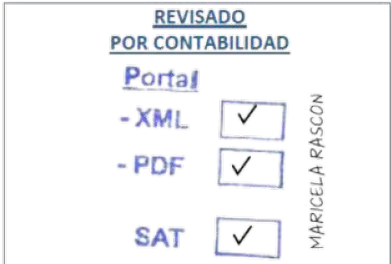 REVISADO
POR CONTABILIDAD
Portal
- XML ✓
- PDF ✓
SAT ✓
MARICELA RASCON